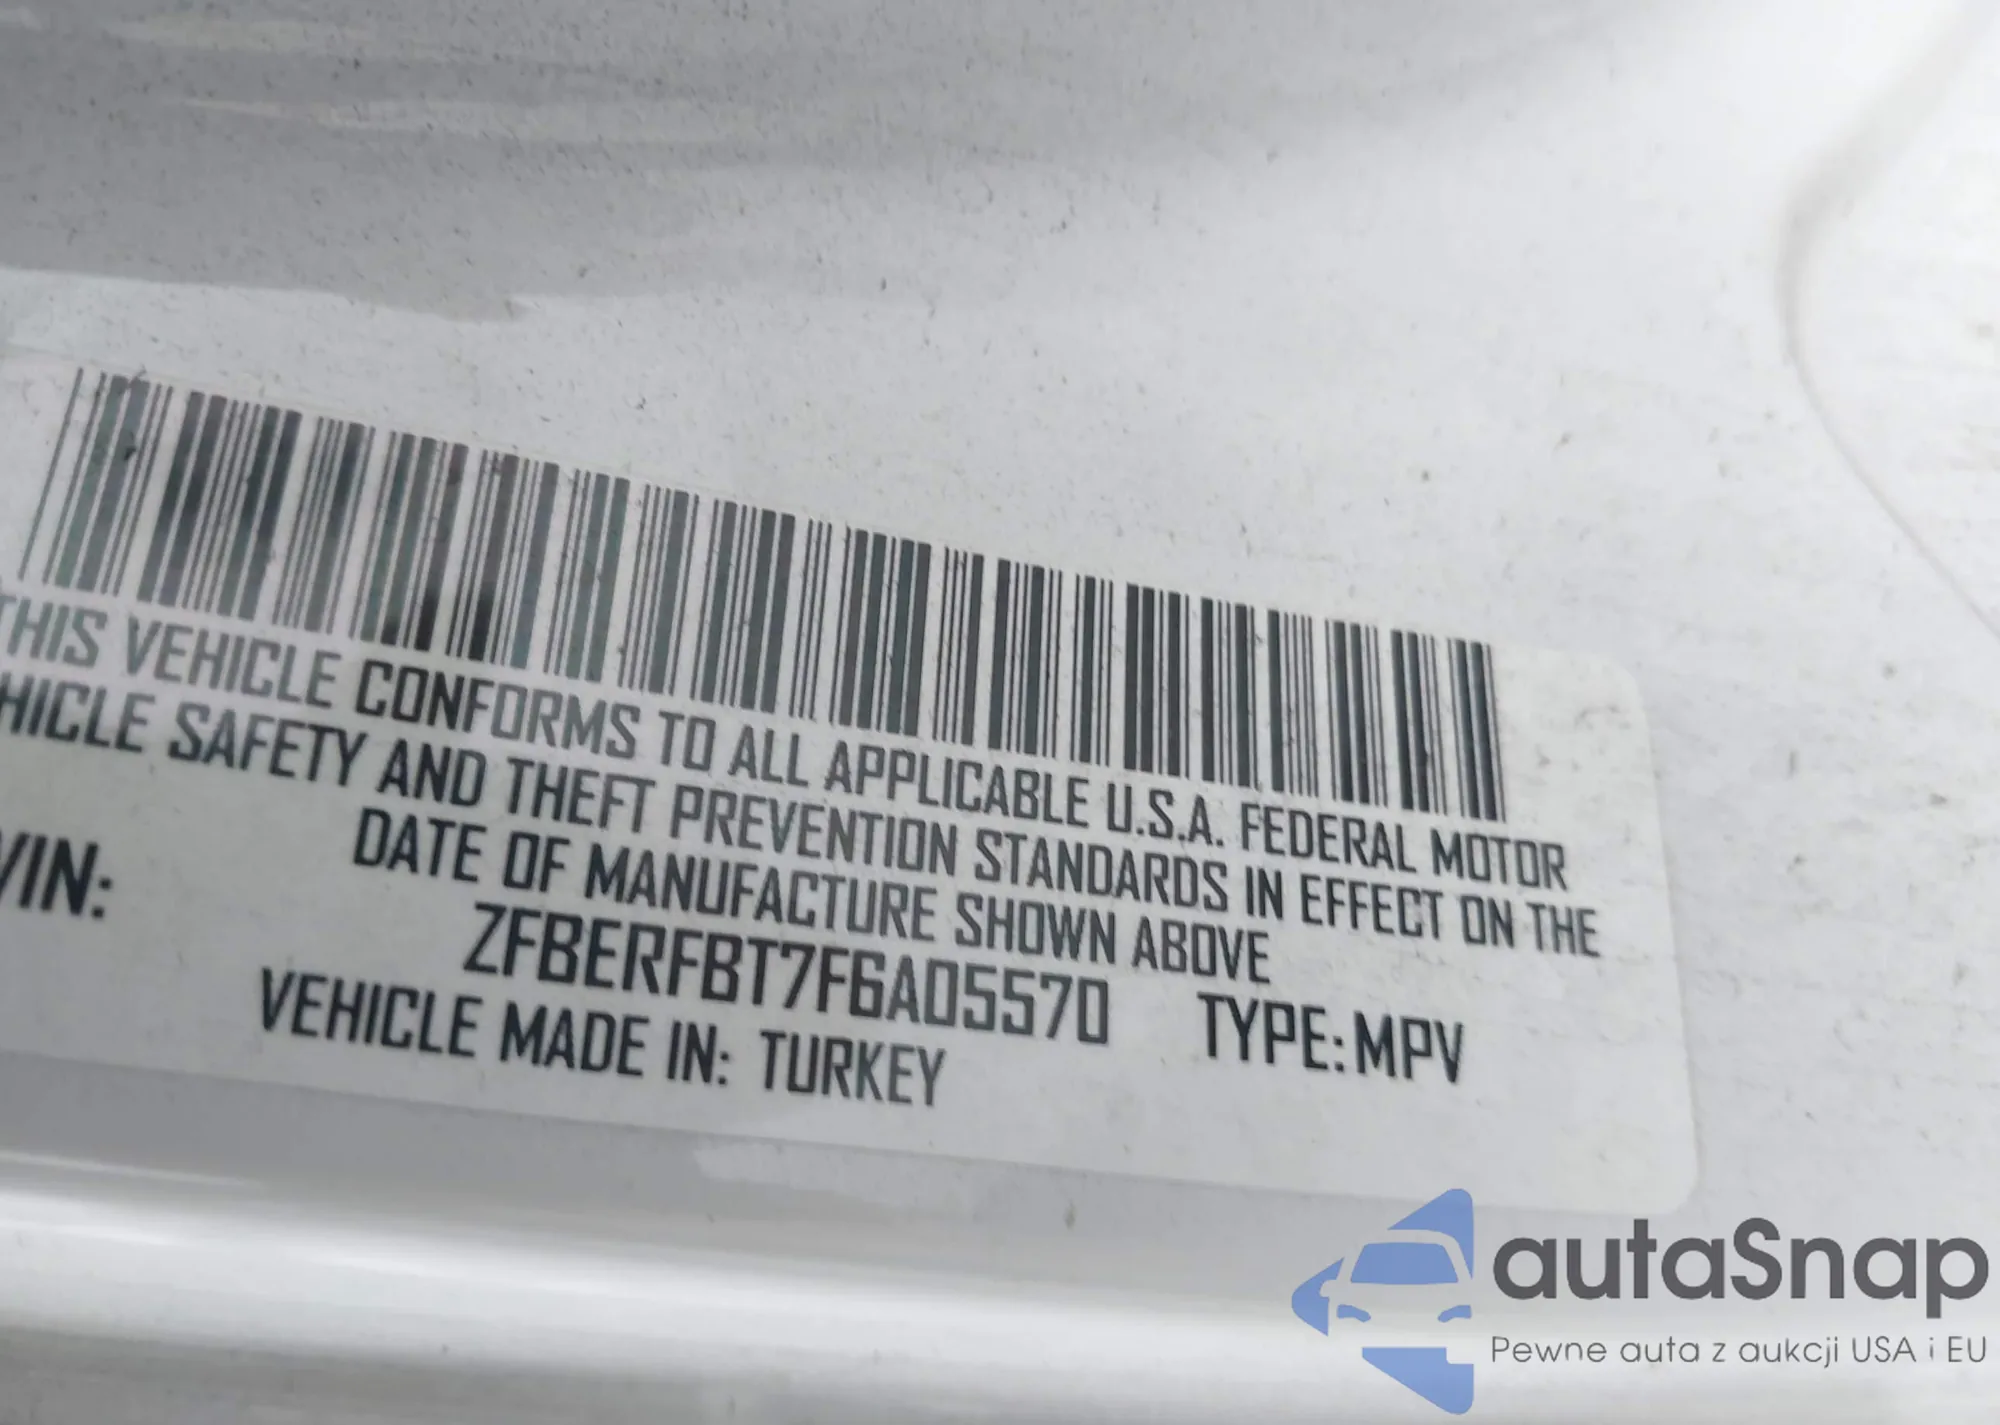 THIS VEHICLE CONFORMS TO ALL APPLICABLE U.S.A. FEDERAL MOTOR
HICLE SAFETY AND THEFT PREVENTION STANDARDS IN EFFECT ON THE
DATE OF MANUFACTURE SHOWN ABOVE
VIN: ZFBERFBT7F6A05570 TYPE: MPV
VEHICLE MADE IN: TURKEY
autaSnap
Pewne auta z aukcji USA i EU